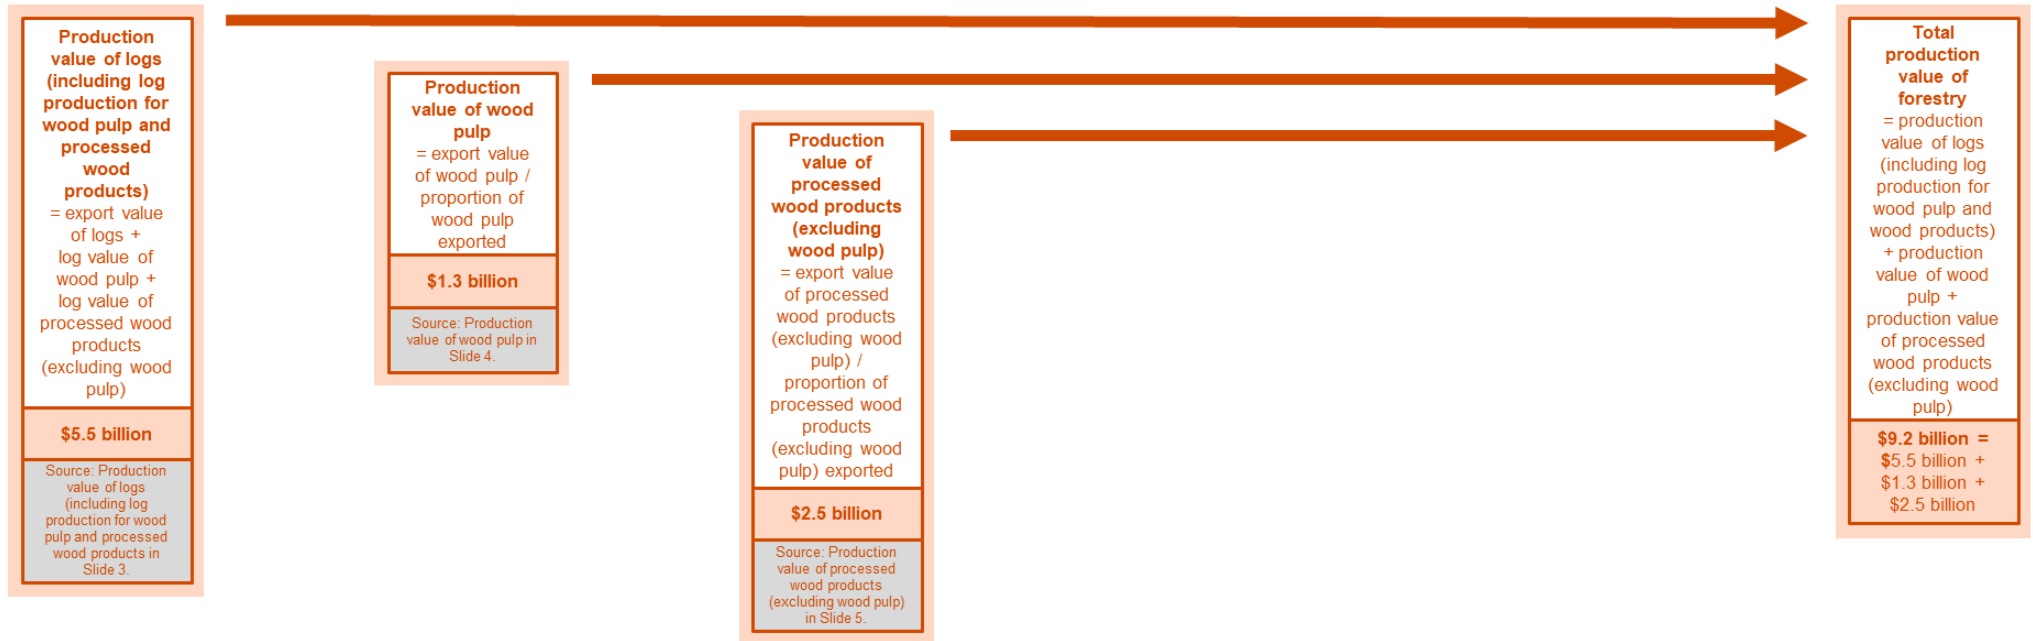 Production
value of logs
(including log
production for
wood pulp and
processed
wood
products)
= export value
of logs +
log value of
wood pulp +
log value of
processed wood
products
(excluding wood
pulp)
$5.5 billion
Source: Production
value of logs
(including log
production for wood
pulp and processed
wood products in
Slide 3.
Production
value of wood
pulp
= export value
of wood pulp /
proportion of
wood pulp
exported
$1.3 billion
Source: Production
value of wood pulp in
Slide 4.
Production
value of
processed
wood products
(excluding
wood pulp)
= export value
of processed
wood products
(excluding wood
pulp) /
proportion of
processed wood
products
(excluding wood
pulp) exported
$2.5 billion
Source: Production
value of processed
wood products
(excluding wood pulp)
in Slide 5.
Total
production
value of
forestry
= production
value of logs
(including log
production for
wood pulp and
wood products)
+ production
value of wood
pulp +
production value
of processed
wood products
(excluding wood
pulp)
$9.2 billion =
$5.5 billion +
$1.3 billion +
$2.5 billion